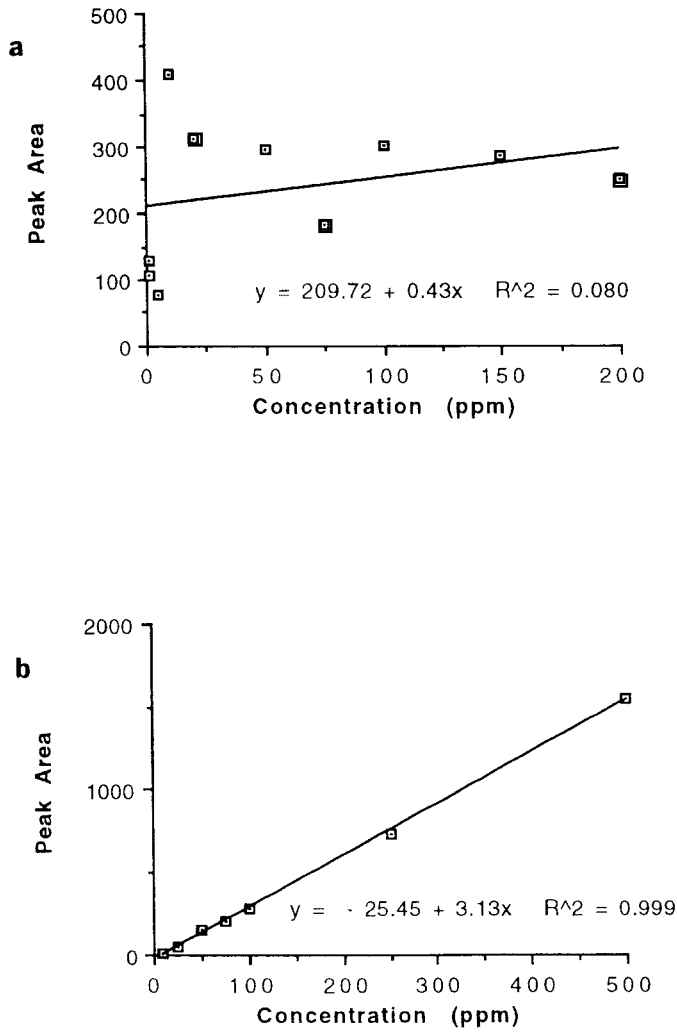 a
500
400
300
200
100
0
Peak Area
y = 209.72 + 0.43x R^2 = 0.080
0 50 100 150 200
Concentration (ppm)
b
2000
1000
0
Peak Area
y = - 25.45 + 3.13x R^2 = 0.999
0 100 200 300 400 500
Concentration (ppm)